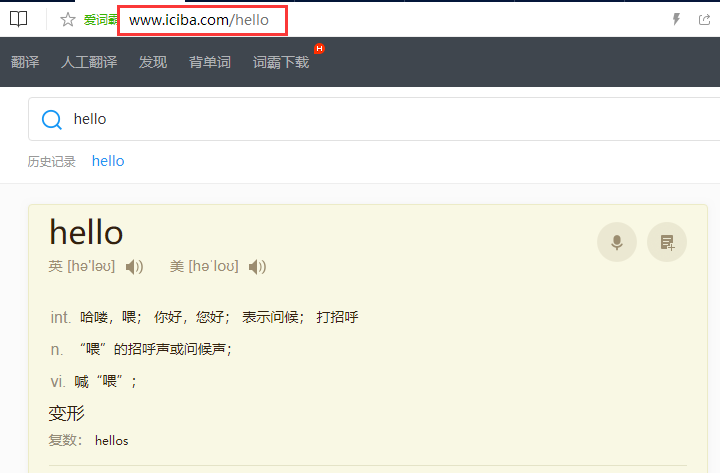 爱词霸 www.iciba.com/hello
翻译 人工翻译 发现 背单词 词霸下载 H
hello
历史记录 hello
hello
英 [hə'ləʊ] 美 [həˈloʊ]
int. 哈喽，喂； 你好，您好； 表示问候； 打招呼
n. “喂”的招呼声或问候声；
vi. 喊“喂”；
变形
复数： hellos